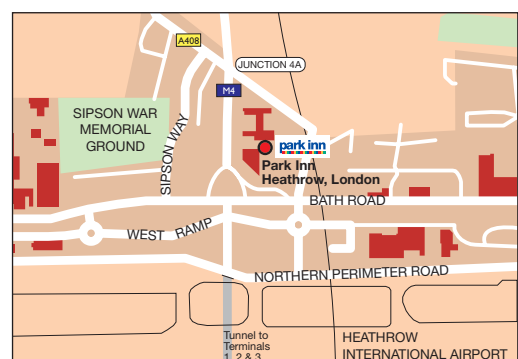 A408
JUNCTION 4A
M4
SIPSON WAR
MEMORIAL
GROUND
SIPSON WAY
park inn
Park Inn
Heathrow, London
BATH ROAD
WEST RAMP
NORTHERN PERIMETER ROAD
Tunnel to
Terminals
1, 2 & 3
HEATHROW
INTERNATIONAL AIRPORT